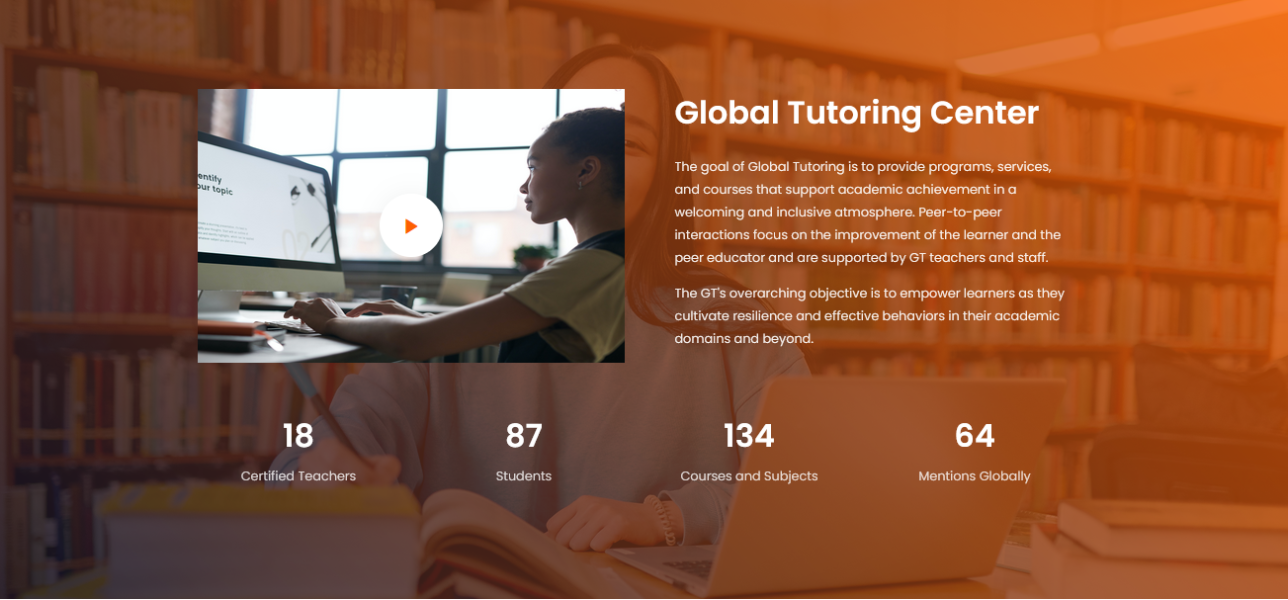 Global Tutoring Center
The goal of Global Tutoring is to provide programs, services,
and courses that support academic achievement in a
welcoming and inclusive atmosphere. Peer-to-peer
interactions focus on the improvement of the learner and the
peer educator and are supported by GT teachers and staff.
The GT's overarching objective is to empower learners as they
cultivate resilience and effective behaviors in their academic
domains and beyond.
entify
our topic
18
87
134
64
Certified Teachers
Students
Courses and Subjects
Mentions Globally